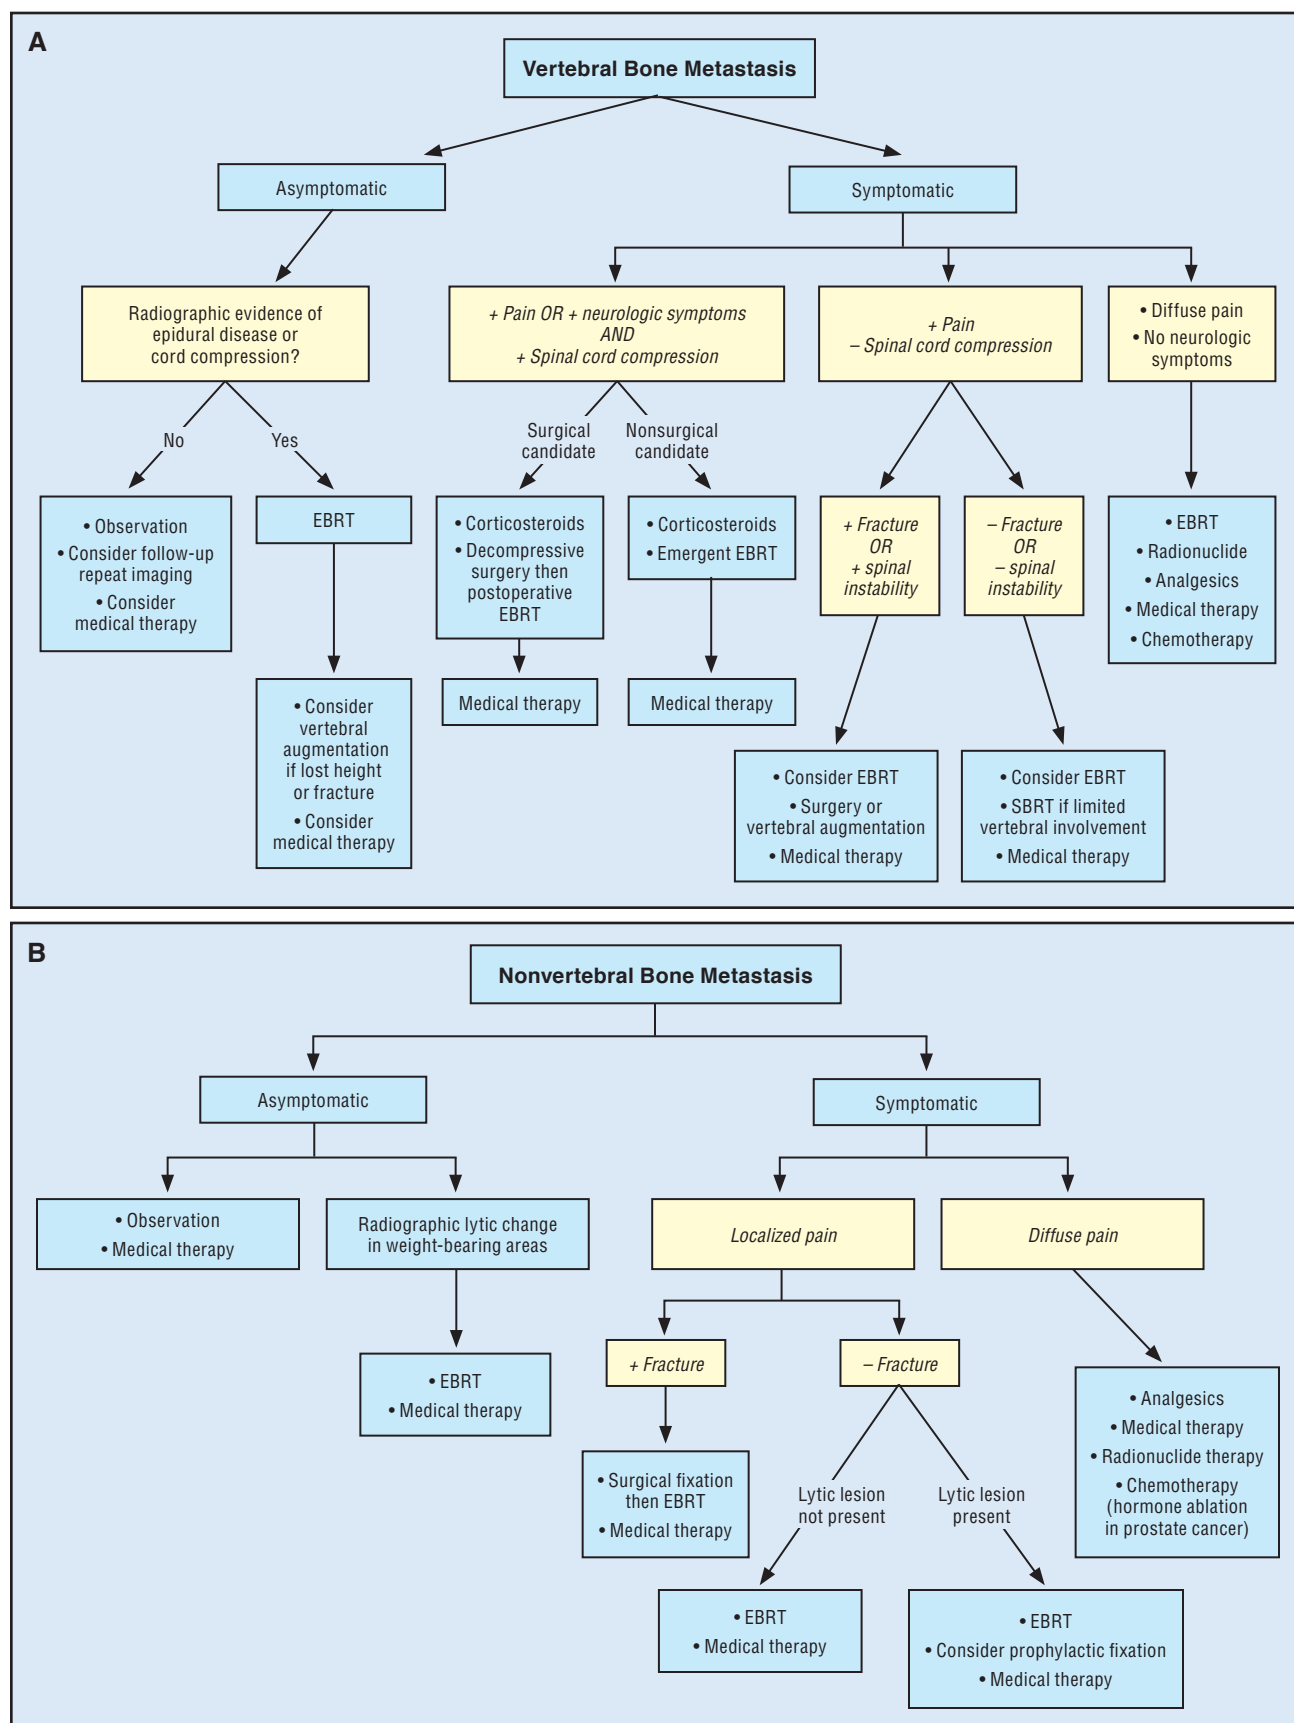 A
Vertebral Bone Metastasis
Asymptomatic
Symptomatic
Radiographic evidence of
epidural disease or
cord compression?
+ Pain OR + neurologic symptoms
AND
+ Spinal cord compression
+ Pain
– Spinal cord compression
• Diffuse pain
• No neurologic
symptoms
No
Yes
Surgical
candidate
Nonsurgical
candidate
• Observation
• Consider follow-up
repeat imaging
• Consider
medical therapy
EBRT
• Corticosteroids
• Decompressive
surgery then
postoperative
EBRT
• Corticosteroids
• Emergent EBRT
+ Fracture
OR
+ spinal
instability
– Fracture
OR
– spinal
instability
• EBRT
• Radionuclide
• Analgesics
• Medical therapy
• Chemotherapy
• Consider
vertebral
augmentation
if lost height
or fracture
• Consider
medical therapy
Medical therapy
Medical therapy
• Consider EBRT
• Surgery or
vertebral augmentation
• Medical therapy
• Consider EBRT
• SBRT if limited
vertebral involvement
• Medical therapy
B
Nonvertebral Bone Metastasis
Asymptomatic
Symptomatic
• Observation
• Medical therapy
Radiographic lytic change
in weight-bearing areas
Localized pain
Diffuse pain
• EBRT
• Medical therapy
+ Fracture
– Fracture
• Surgical fixation
then EBRT
• Medical therapy
Lytic lesion
not present
Lytic lesion
present
• Analgesics
• Medical therapy
• Radionuclide therapy
• Chemotherapy
(hormone ablation
in prostate cancer)
• EBRT
• Medical therapy
• EBRT
• Consider prophylactic fixation
• Medical therapy